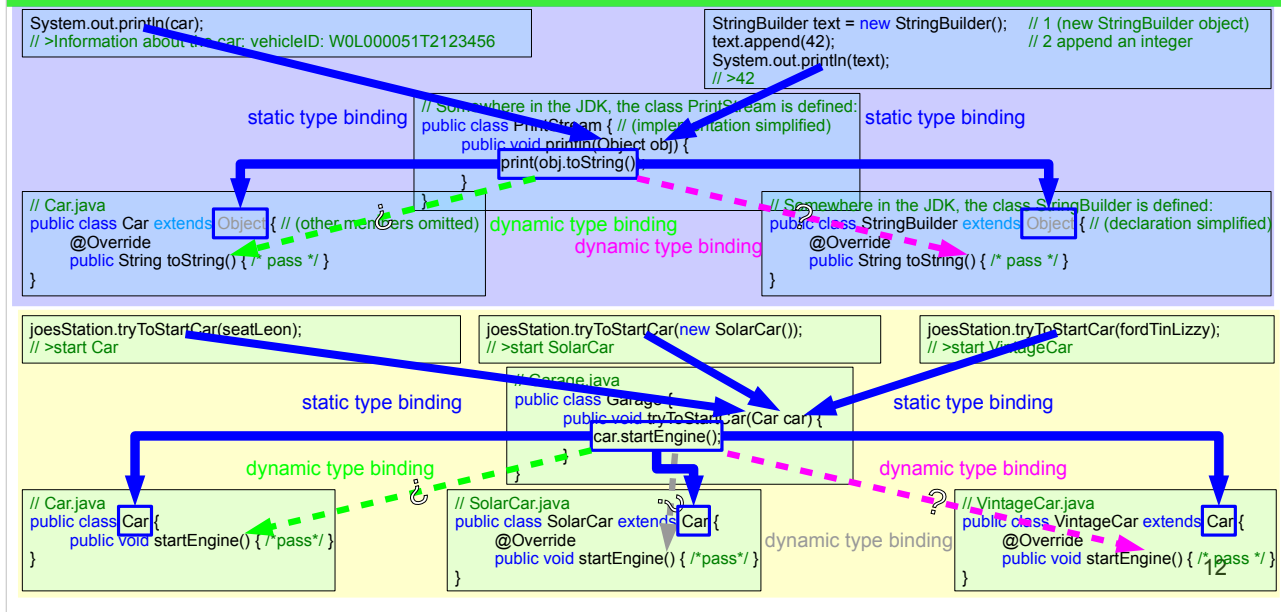 System.out.println(car);
// >Information about the car: vehicleID: W0L000051T2123456
StringBuilder text = new StringBuilder(); // 1 (new StringBuilder object)
text.append(42); // 2 append an integer
System.out.println(text);
// >42
static type binding
// Somewhere in the JDK, the class PrintStream is defined:
public class PrintStream { // (implementation simplified)
public void println(Object obj) {
print(obj.toString()
}
}
static type binding
// Car.java
public class Car extends Object { // (other members omitted)
@Override
public String toString() { /* pass */ }
}
¿
dynamic type binding
dynamic type binding
?
// Somewhere in the JDK, the class StringBuilder is defined:
public class StringBuilder extends Object { // (declaration simplified)
@Override
public String toString() { /* pass */ }
}
joesStation.tryToStartCar(seatLeon);
// >start Car
joesStation.tryToStartCar(new SolarCar());
// >start SolarCar
joesStation.tryToStartCar(fordTinLizzy);
// >start VintageCar
static type binding
// Garage.java
public class Garage {
public void tryToStartCar(Car car) {
car.startEngine();
}
}
static type binding
dynamic type binding
¿
dynamic type binding
?
// Car.java
public class Car {
public void startEngine() { /*pass*/ }
}
?
// SolarCar.java
public class SolarCar extends Car {
@Override
public void startEngine() { /*pass*/ }
}
dynamic type binding
// VintageCar.java
public class VintageCar extends Car {
@Override
public void startEngine() { /* pass */ }
}
12